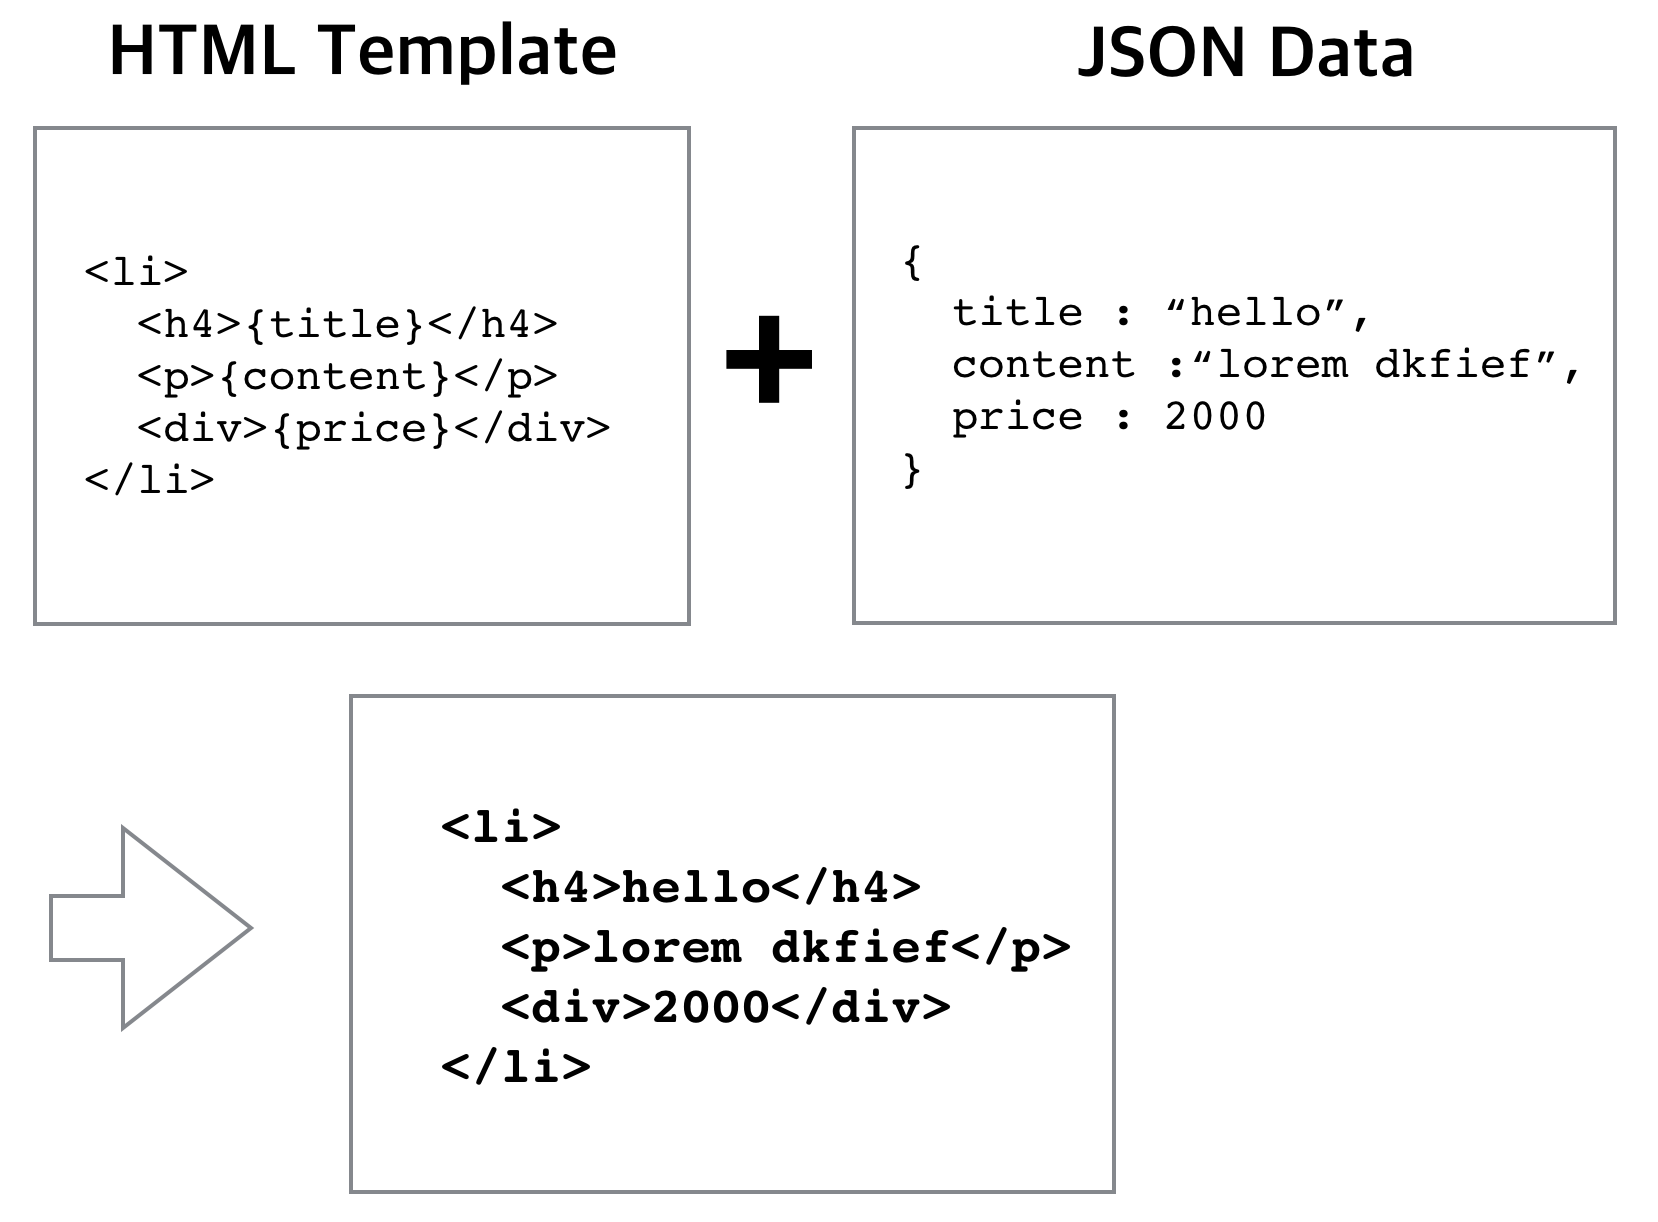 HTML Template
<li>
<h4>{title}</h4>
<p>{content}</p>
<div>{price}</div>
</li>
+
JSON Data
{
title : “hello”,
content :“lorem dkfief”,
price : 2000
}
<li>
<h4>hello</h4>
<p>lorem dkfief</p>
<div>2000</div>
</li>